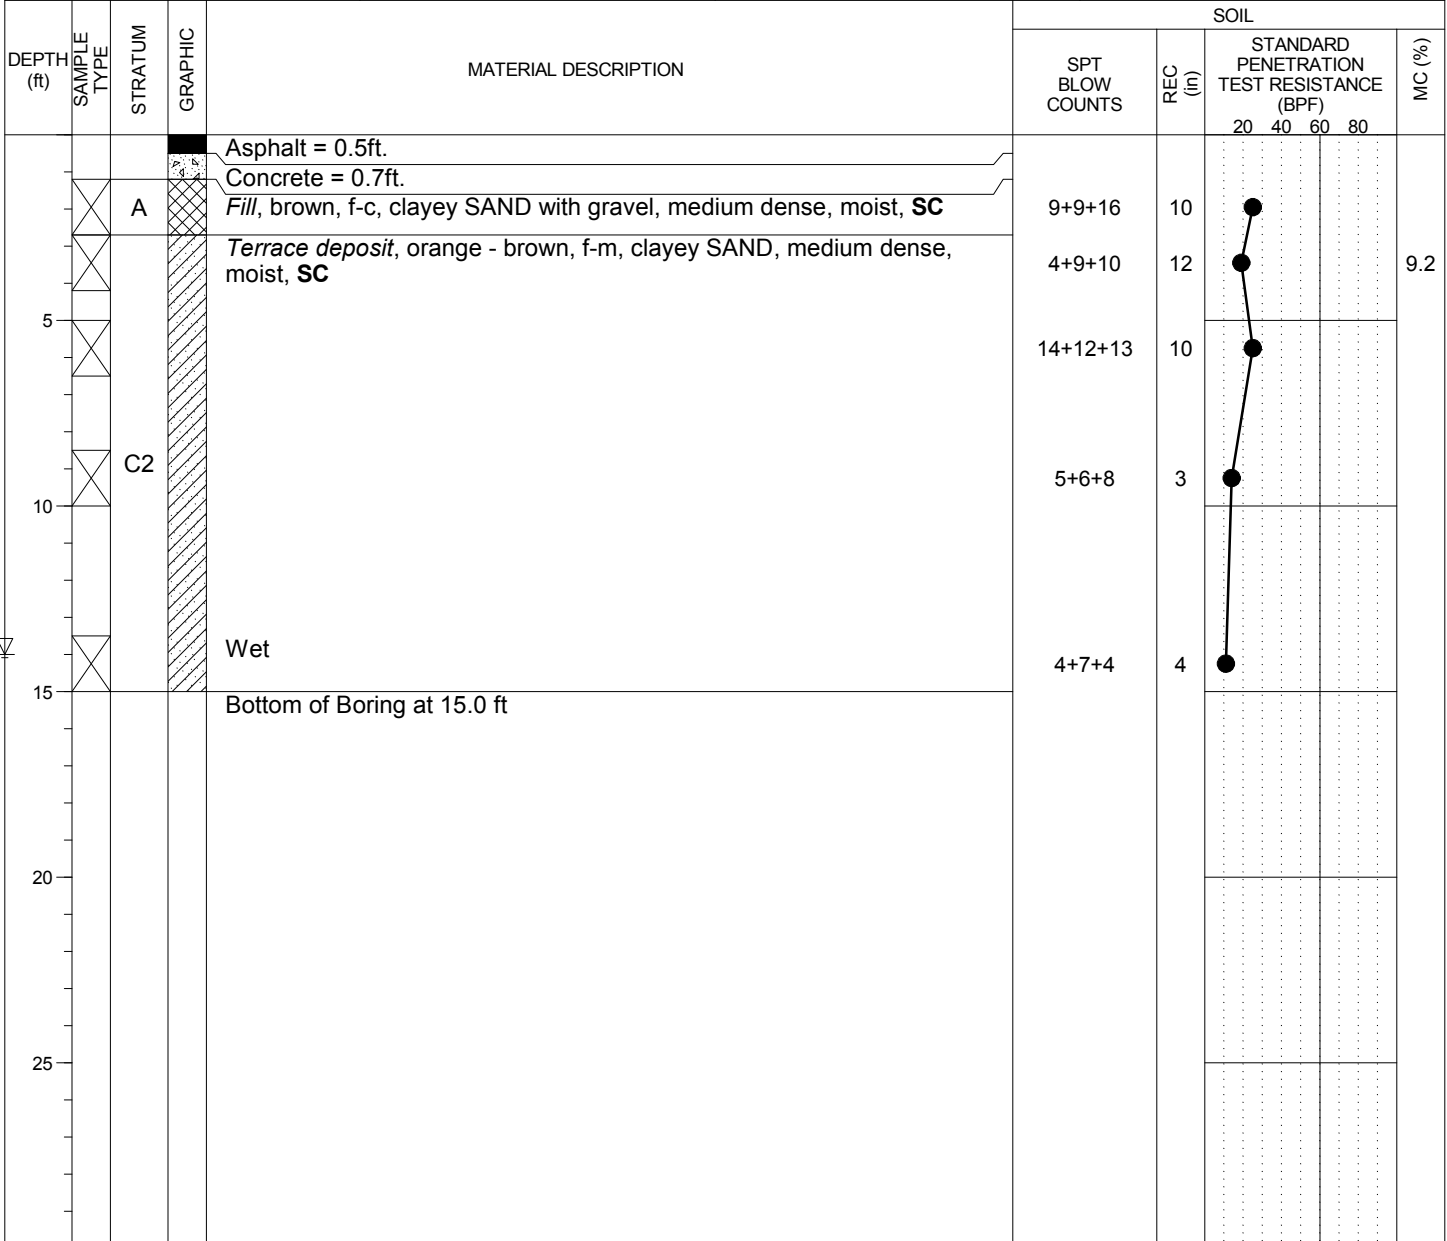 SOIL
DEPTH
(ft)
SAMPLE
TYPE
STRATUM
GRAPHIC
MATERIAL DESCRIPTION
SPT
BLOW
COUNTS
REC
(in)
STANDARD
PENETRATION
TEST RESISTANCE
(BPF)
20 40 60 80
MC (%)
Asphalt = 0.5ft.
Concrete = 0.7ft.
A Fill, brown, f-c, clayey SAND with gravel, medium dense, moist, SC 9+9+16 10
Terrace deposit, orange - brown, f-m, clayey SAND, medium dense,
moist, SC
4+9+10 12 9.2
5
14+12+13 10
C2
5+6+8 3
10
Wet
4+7+4 4
15
Bottom of Boring at 15.0 ft
20
25